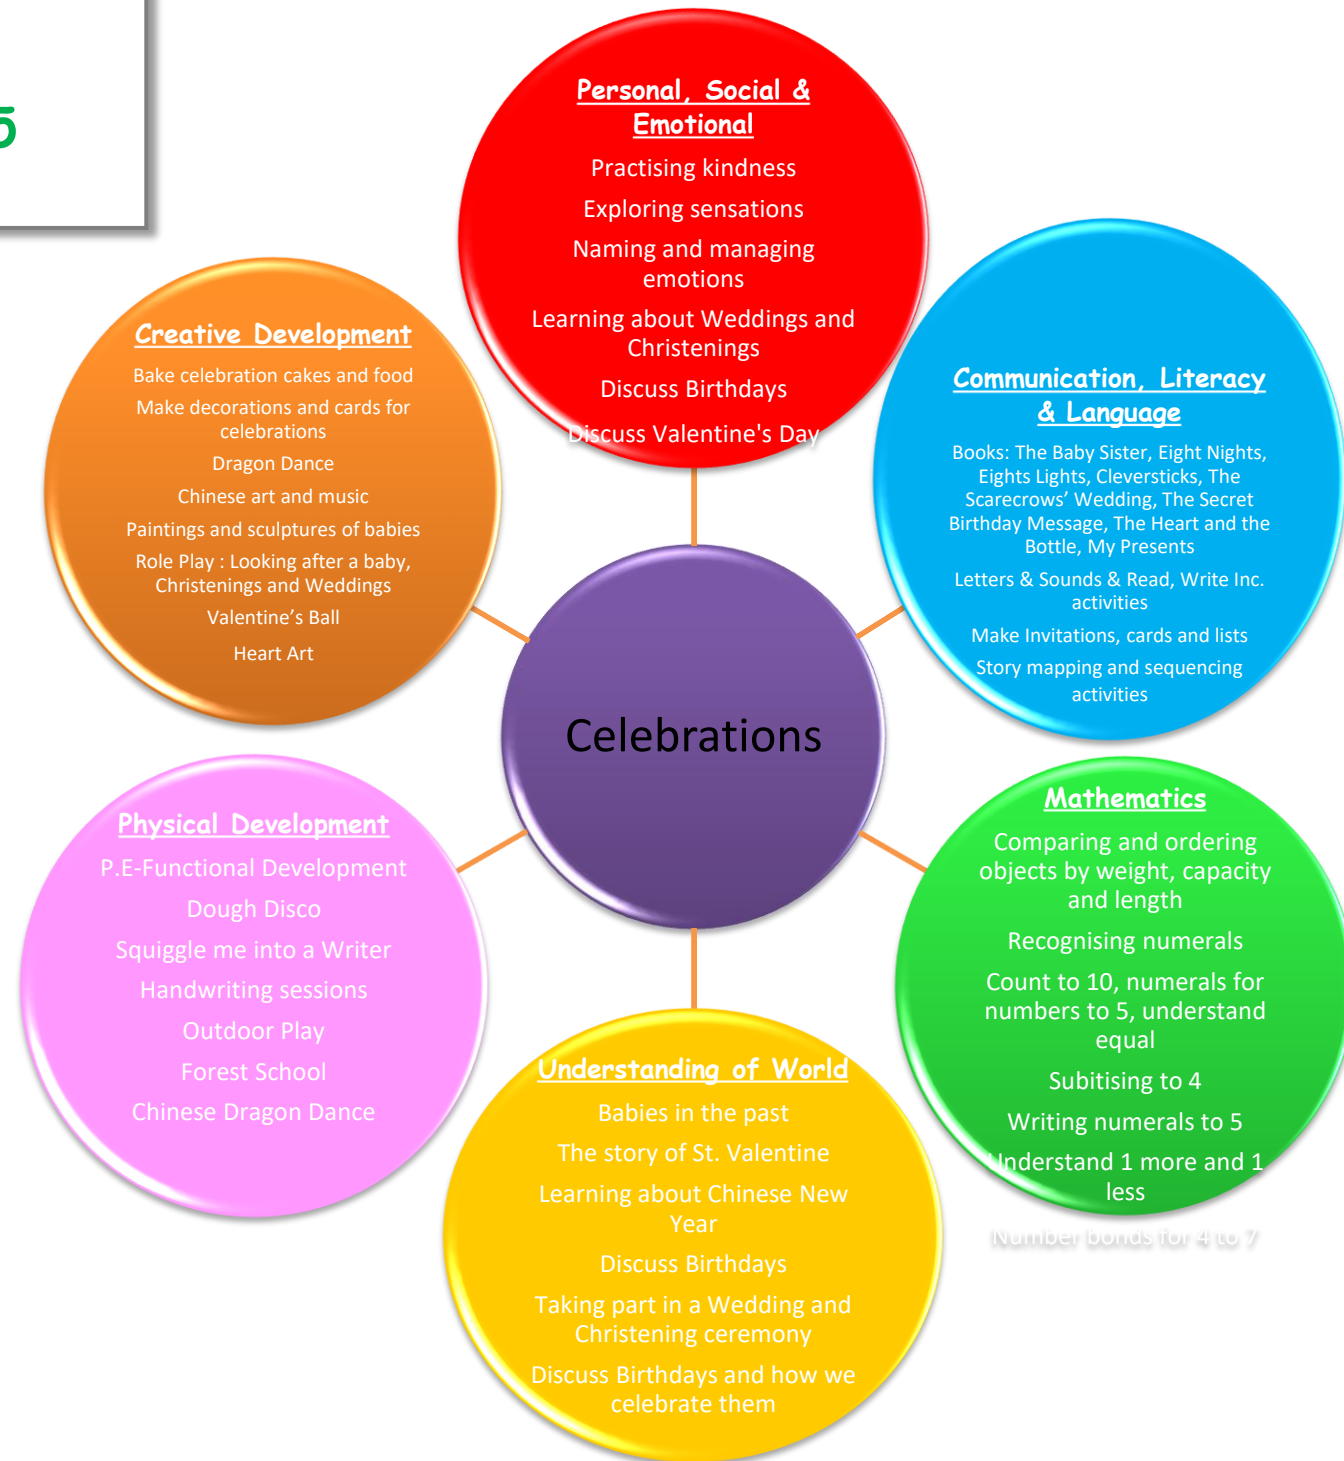 5
Personal, Social &
Emotional
Practising kindness
Exploring sensations
Naming and managing
emotions
Learning about Weddings and
Christenings
Discuss Birthdays
Discuss Valentine's Day
Creative Development
Bake celebration cakes and food
Make decorations and cards for
celebrations
Dragon Dance
Chinese art and music
Paintings and sculptures of babies
Role Play : Looking after a baby,
Christenings and Weddings
Valentine’s Ball
Heart Art
Communication, Literacy
& Language
Books: The Baby Sister, Eight Nights,
Eights Lights, Cleversticks, The
Scarecrows’ Wedding, The Secret
Birthday Message, The Heart and the
Bottle, My Presents
Letters & Sounds & Read, Write Inc.
activities
Make Invitations, cards and lists
Story mapping and sequencing
activities
Celebrations
Physical Development
P.E-Functional Development
Dough Disco
Squiggle me into a Writer
Handwriting sessions
Outdoor Play
Forest School
Chinese Dragon Dance
Mathematics
Comparing and ordering
objects by weight, capacity
and length
Recognising numerals
Count to 10, numerals for
numbers to 5, understand
equal
Subitising to 4
Writing numerals to 5
Understand 1 more and 1
less
Number bonds for 4 to 7
Understanding of World
Babies in the past
The story of St. Valentine
Learning about Chinese New
Year
Discuss Birthdays
Taking part in a Wedding and
Christening ceremony
Discuss Birthdays and how we
celebrate them